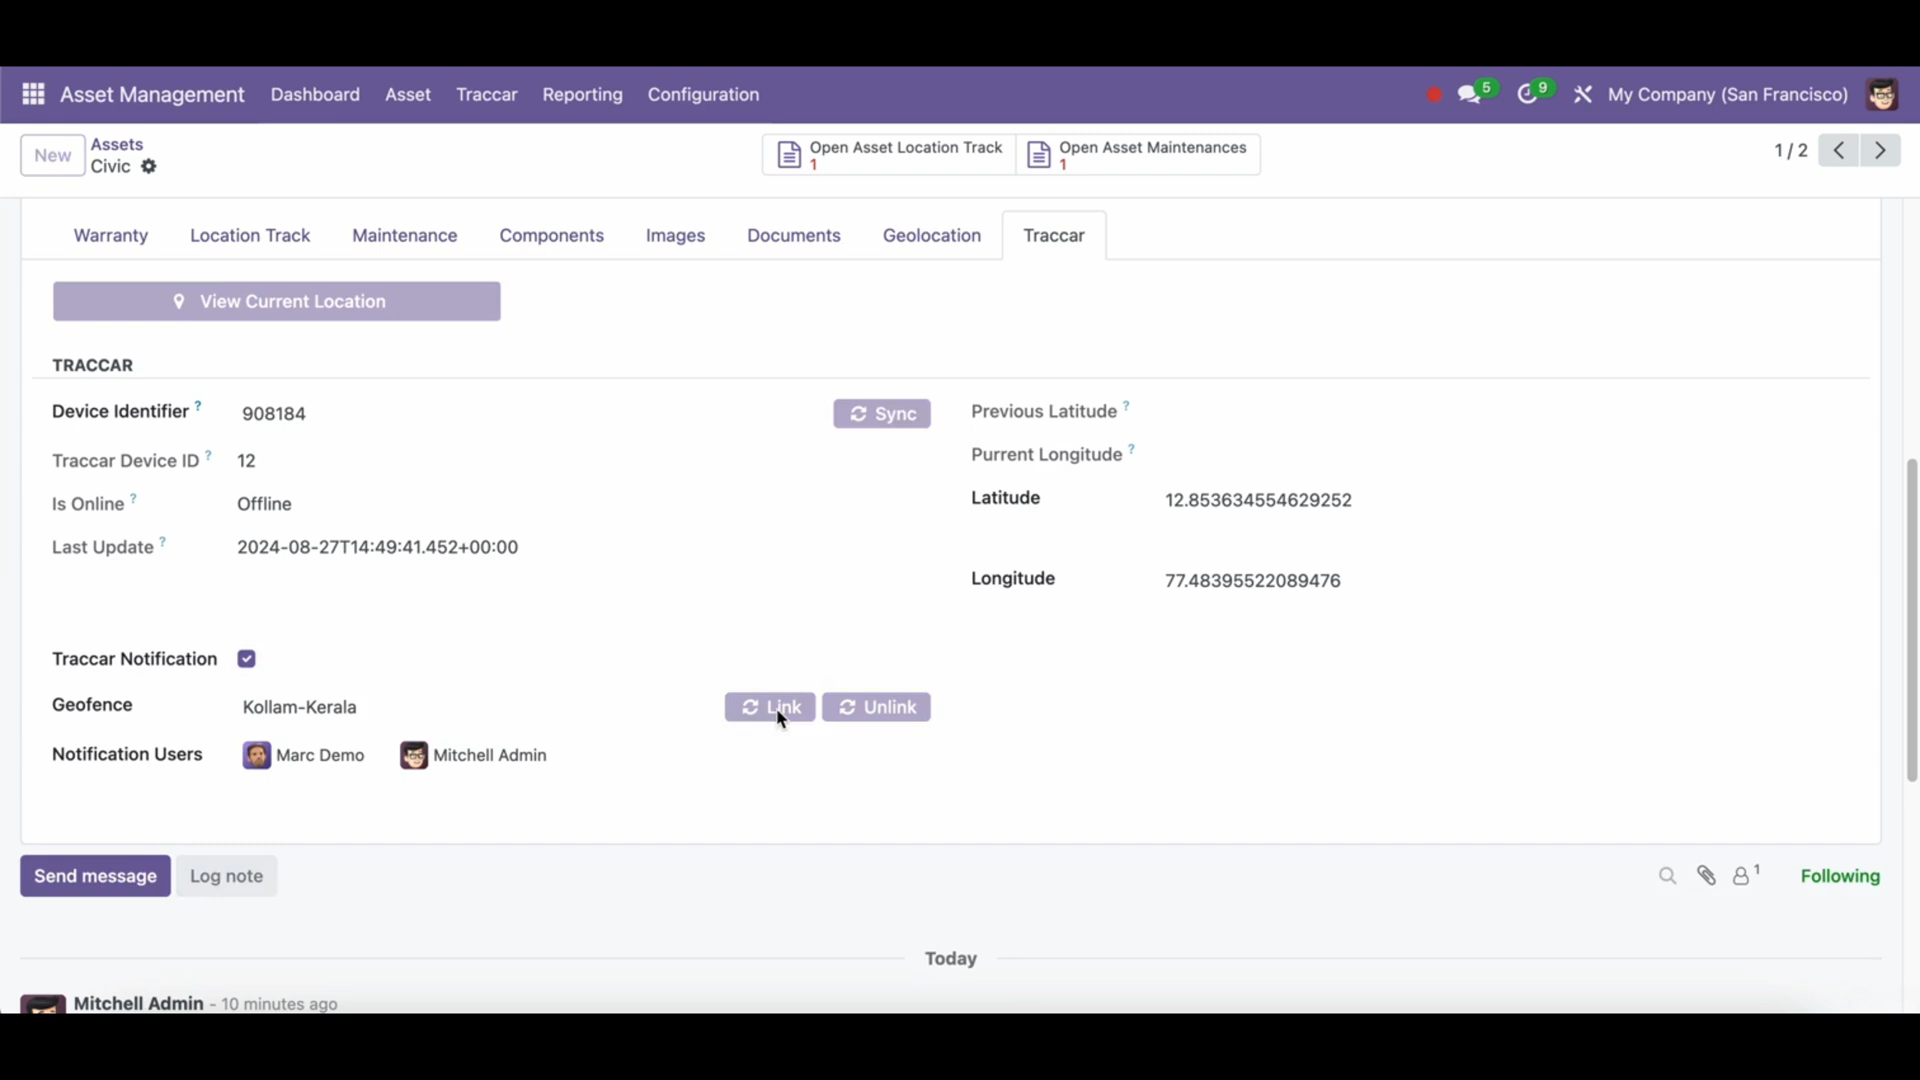 Asset Management Dashboard Asset Traccar Reporting Configuration 5 9 My Company (San Francisco)
New Assets Open Asset Location Track Open Asset Maintenances 1 / 2
Civic 1 1
Warranty Location Track Maintenance Components Images Documents Geolocation Traccar
View Current Location
TRACCAR
Device Identifier ? 908184 Sync Previous Latitude ?
Traccar Device ID ? 12 Purrent Longitude ?
Is Online ? Offline Latitude 12.853634554629252
Last Update ? 2024-08-27T14:49:41.452+00:00
Longitude 77.48395522089476
Traccar Notification
Geofence Kollam-Kerala Link Unlink
Notification Users Marc Demo Mitchell Admin
Send message Log note 1 Following
Today
Mitchell Admin - 10 minutes ago